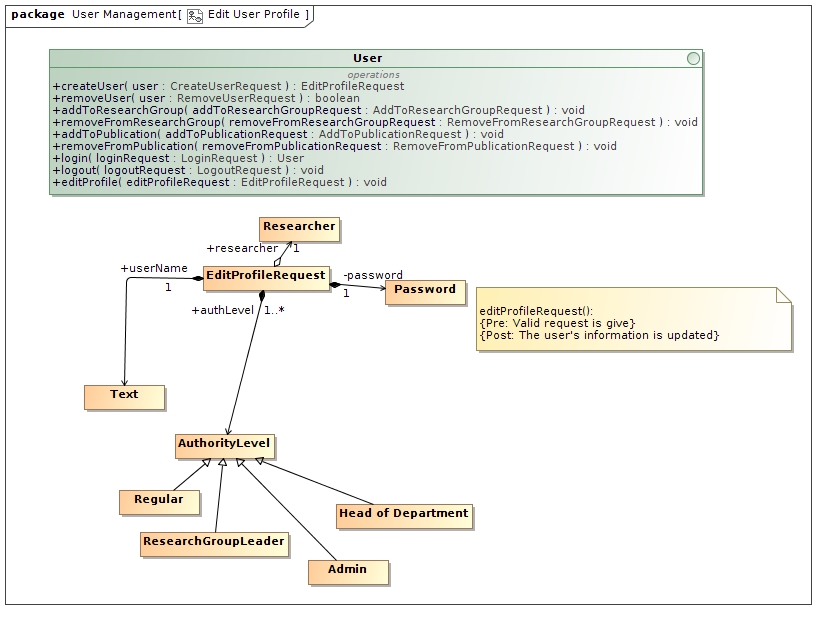 package User Management[ Edit User Profile ]
User
operations
+createUser( user : CreateUserRequest ) : EditProfileRequest
+removeUser( user : RemoveUserRequest ) : boolean
+addToResearchGroup( addToResearchGroupRequest : AddToResearchGroupRequest ) : void
+removeFromResearchGroup( removeFromResearchGroupRequest : RemoveFromResearchGroupRequest ) : void
+addToPublication( addToPublicationRequest : AddToPublicationRequest ) : void
+removeFromPublication( removeFromPublicationRequest : RemoveFromPublicationRequest ) : void
+login( loginRequest : LoginRequest ) : User
+logout( logoutRequest : LogoutRequest ) : void
+editProfile( editProfileRequest : EditProfileRequest ) : void
Researcher
+researcher 1
+userName
1
EditProfileRequest
-password
1
Password
+authLevel 1..*
editProfileRequest():
{Pre: Valid request is give}
{Post: The user's information is updated}
Text
AuthorityLevel
Regular
Head of Department
ResearchGroupLeader
Admin